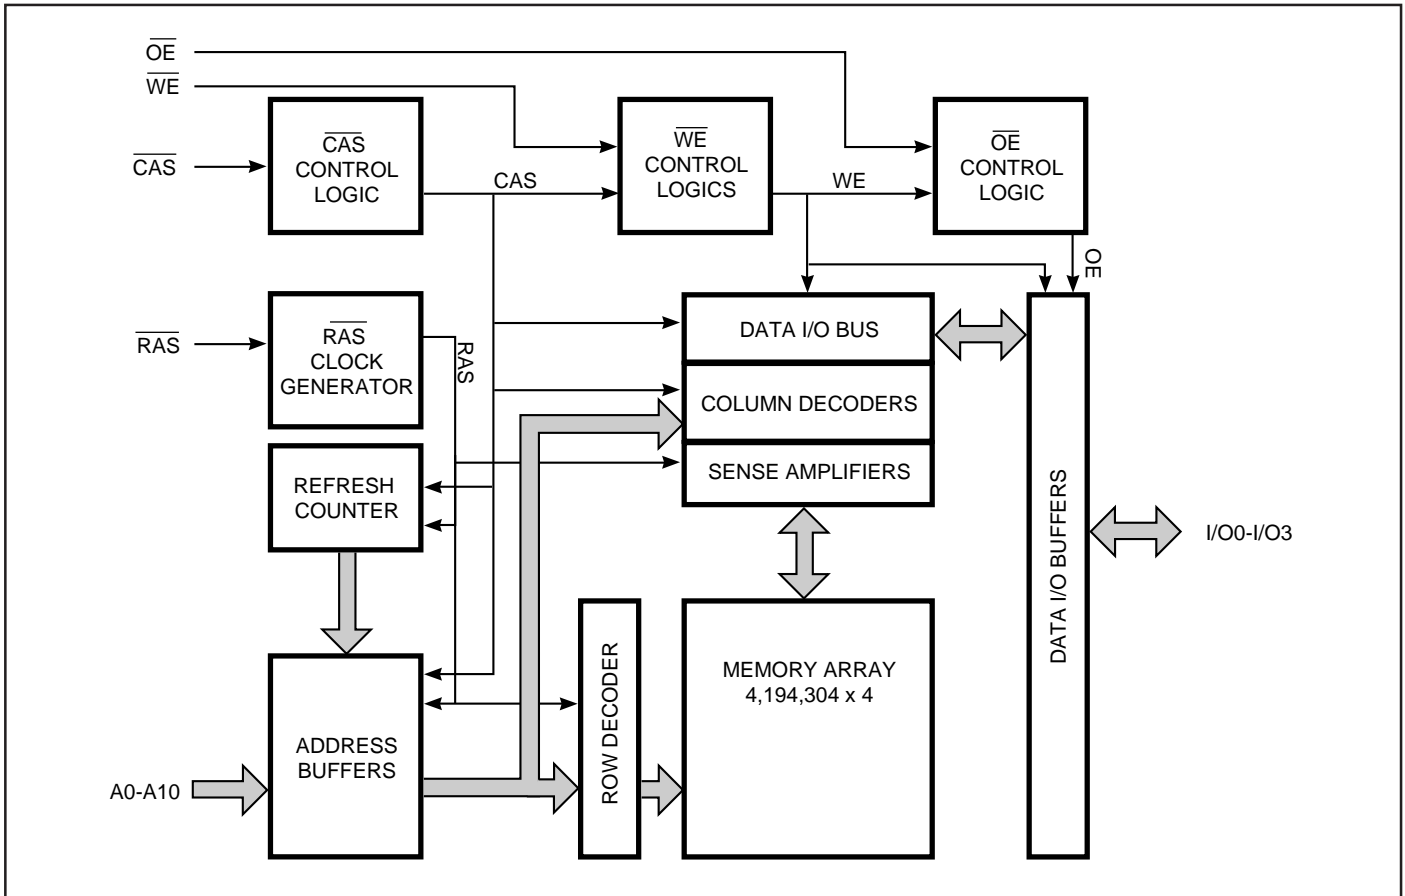 OE
WE
CAS
CAS
CONTROL
LOGIC
CAS
WE
CONTROL
LOGICS
WE
OE
CONTROL
LOGIC
OE
RAS
RAS
CLOCK
GENERATOR
RAS
DATA I/O BUS
COLUMN DECODERS
SENSE AMPLIFIERS
REFRESH
COUNTER
DATA I/O BUFFERS
I/O0-I/O3
ADDRESS
BUFFERS
A0-A10
ROW DECODER
MEMORY ARRAY
4,194,304 x 4